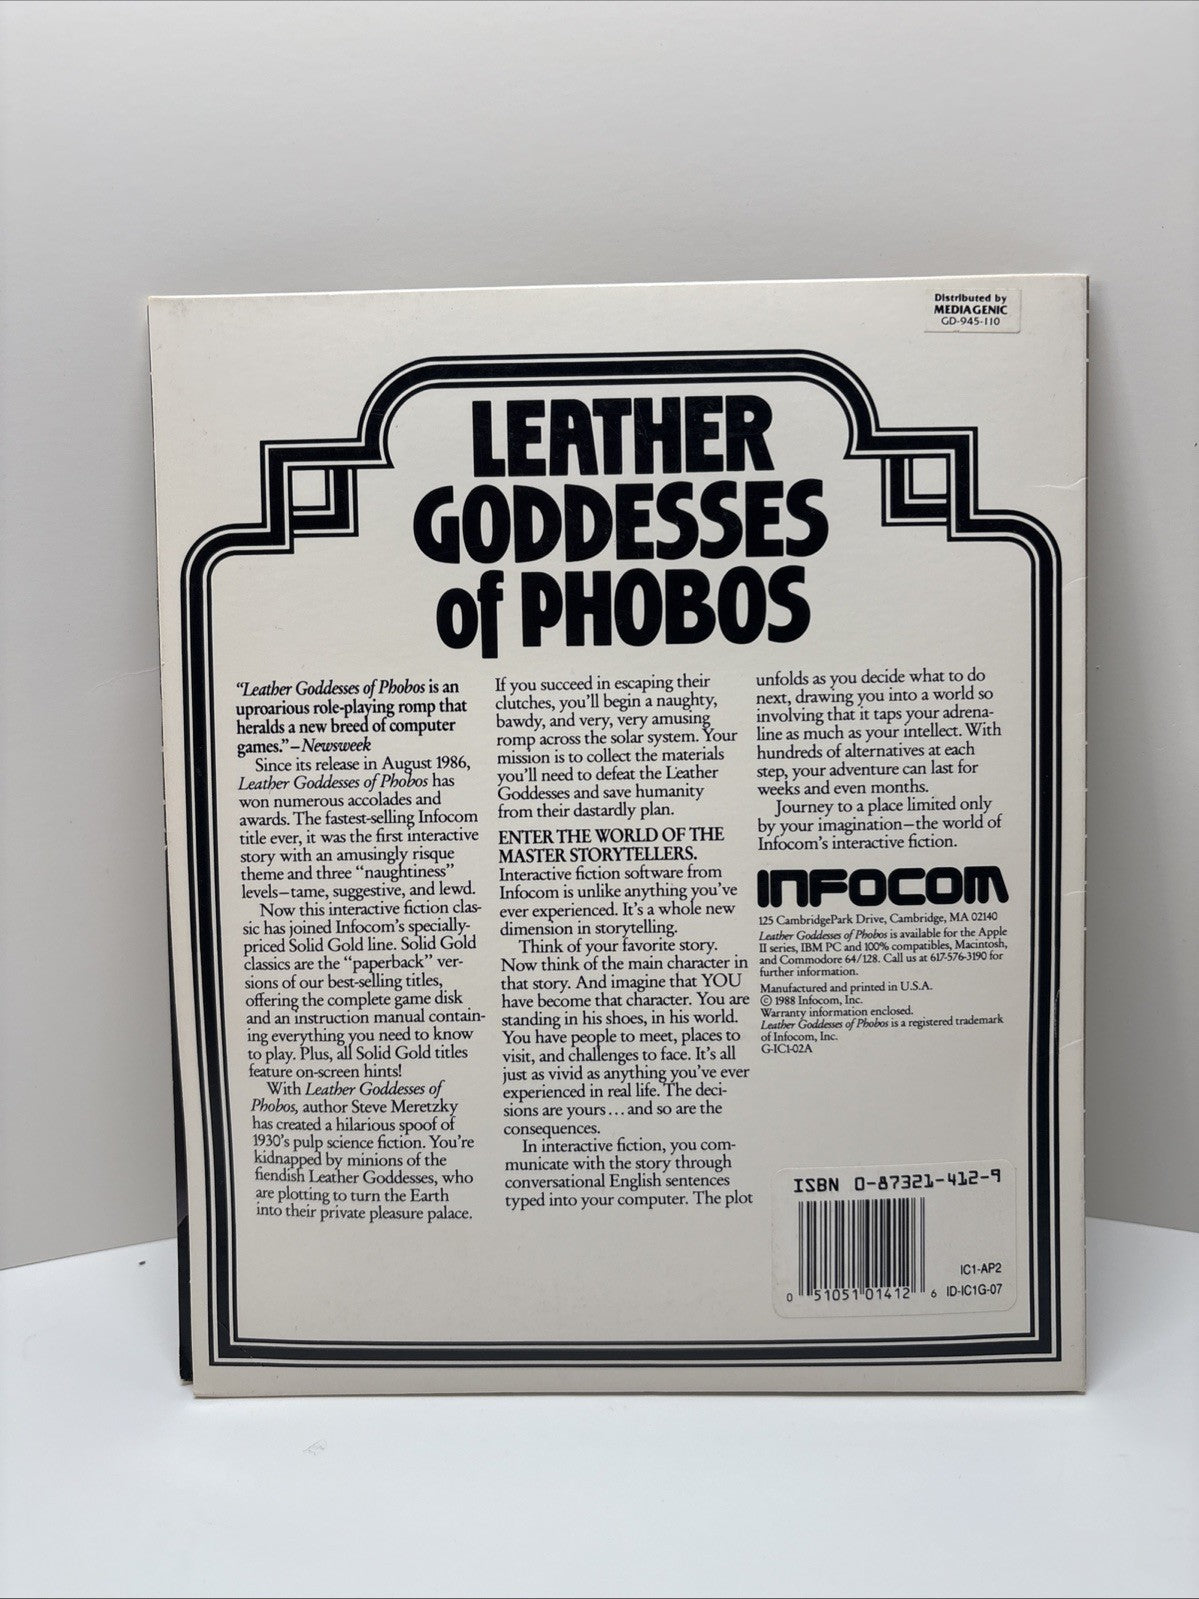 Distributed by
MEDIAGENIC
GD-945-110
LEATHER
GODDESSES
of PHOBOS
"Leather Goddesses of Phobos is an
uproarious role-playing romp that
heralds a new breed of computer
games."—Newsweek
Since its release in August 1986,
Leather Goddesses of Phobos has
won numerous accolades and
awards. The fastest-selling Infocom
title ever, it was the first interactive
story with an amusingly risque
theme and three "naughtiness"
levels—tame, suggestive, and lewd.
Now this interactive fiction clas-
sic has joined Infocom's specially-
priced Solid Gold line. Solid Gold
classics are the "paperback" ver-
sions of our best-selling titles,
offering the complete game disk
and an instruction manual contain-
ing everything you need to know
to play. Plus, all Solid Gold titles
feature on-screen hints!
With Leather Goddesses of
Phobos, author Steve Meretzky
has created a hilarious spoof of
1930's pulp science fiction. You're
kidnapped by minions of the
fiendish Leather Goddesses, who
are plotting to turn the Earth
into their private pleasure palace.
If you succeed in escaping their
clutches, you'll begin a naughty,
bawdy, and very, very amusing
romp across the solar system. Your
mission is to collect the materials
you'll need to defeat the Leather
Goddesses and save humanity
from their dastardly plan.
ENTER THE WORLD OF THE
MASTER STORYTELLERS.
Interactive fiction software from
Infocom is unlike anything you've
ever experienced. It's a whole new
dimension in storytelling.
Think of your favorite story.
Now think of the main character in
that story. And imagine that YOU
have become that character. You are
standing in his shoes, in his world.
You have people to meet, places to
visit, and challenges to face. It's all
just as vivid as anything you've ever
experienced in real life. The deci-
sions are yours...and so are the
consequences.
In interactive fiction, you com-
municate with the story through
conversational English sentences
typed into your computer. The plot
unfolds as you decide what to do
next, drawing you into a world so
involving that it taps your adrena-
line as much as your intellect. With
hundreds of alternatives at each
step, your adventure can last for
weeks and even months.
Journey to a place limited only
by your imagination—the world of
Infocom's interactive fiction.
INFOCOM
125 CambridgePark Drive, Cambridge, MA 02140
Leather Goddesses of Phobos is available for the Apple
II series, IBM PC and 100% compatibles, Macintosh,
and Commodore 64/128. Call us at 617-576-3190 for
further information.
Manufactured and printed in U.S.A.
© 1988 Infocom, Inc.
Warranty information enclosed.
Leather Goddesses of Phobos is a registered trademark
of Infocom, Inc.
G-IC1-02A
ISBN 0-87321-412-9
IC1-AP2
0 51051 01412 6 ID-IC1G-07